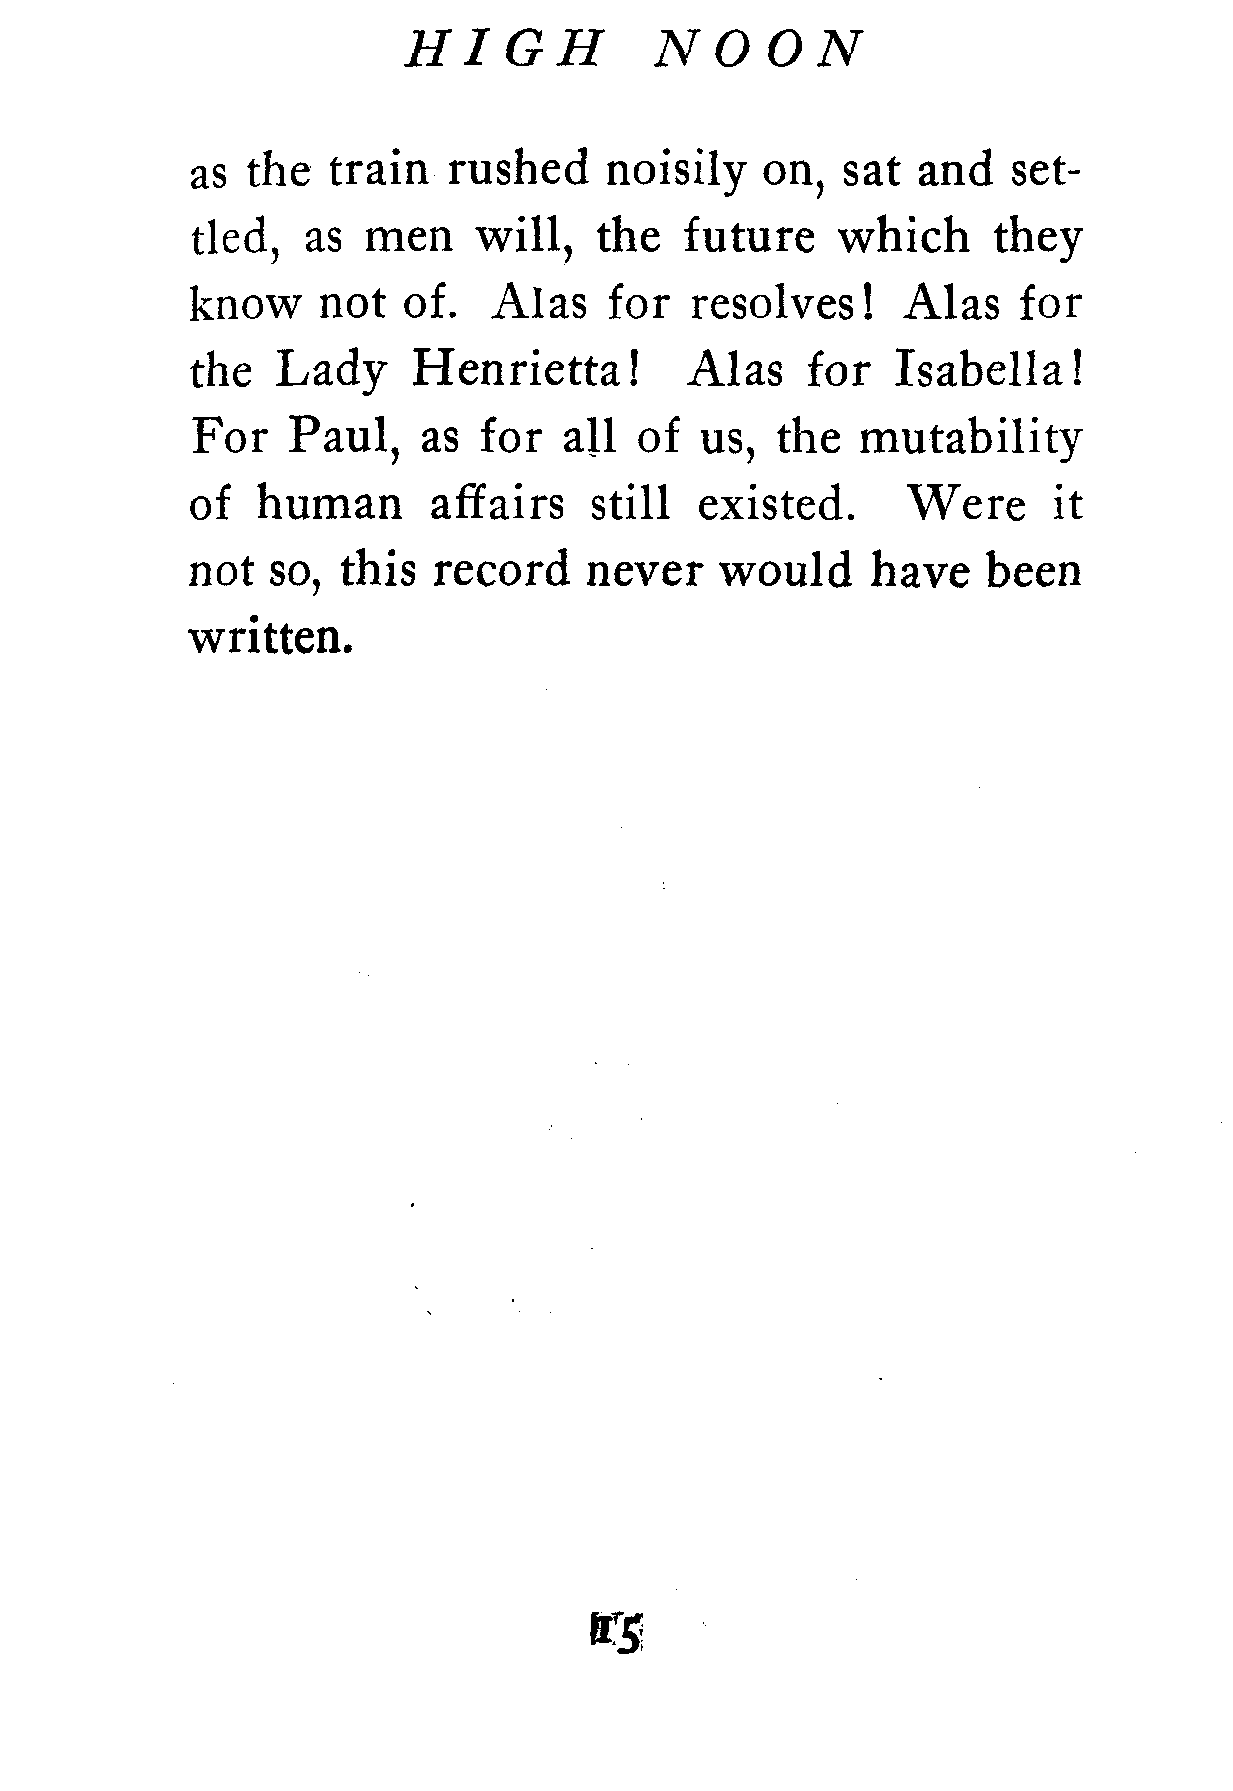 HIGH NOON
as the train rushed noisily on, sat and set-
tled, as men will, the future which they
know not of. Alas for resolves! Alas for
the Lady Henrietta! Alas for Isabella!
For Paul, as for all of us, the mutability
of human affairs still existed. Were it
not so, this record never would have been
written.
15